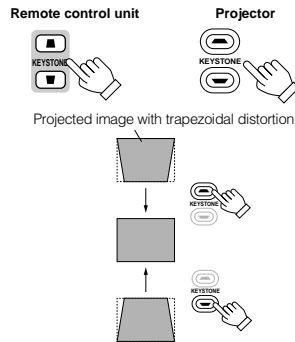 Remote control unit
Projector
KEYSTONE
KEYSTONE
Projected image with trapezoidal distortion
KEYSTONE
KEYSTONE